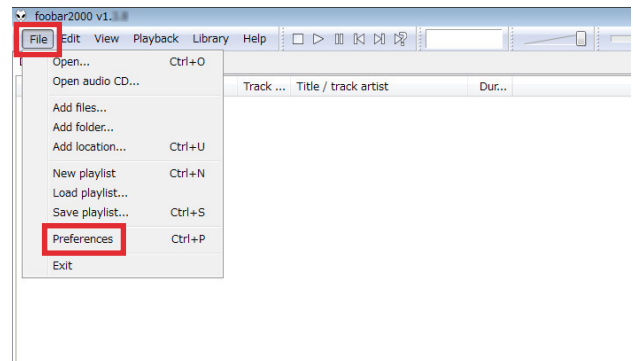 foobar2000 v1.
File Edit View Playback Library Help
Open... Ctrl+O
Open audio CD...
Track ... Title / track artist Dur...
Add files...
Add folder...
Add location... Ctrl+U
New playlist Ctrl+N
Load playlist...
Save playlist... Ctrl+S
Preferences Ctrl+P
Exit